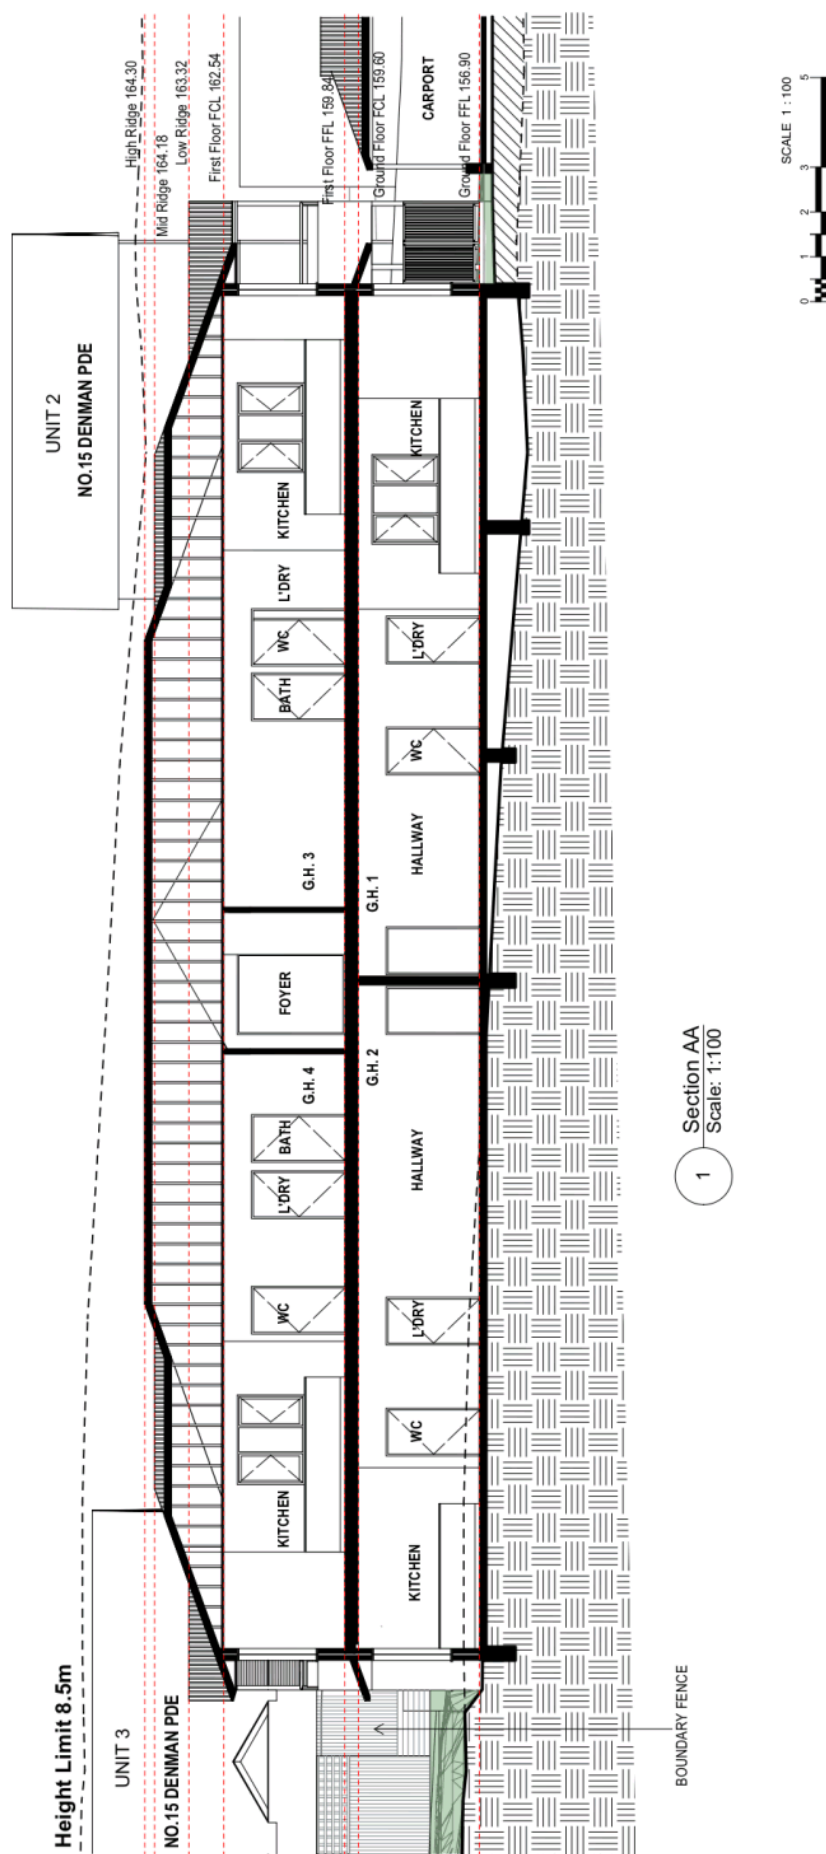 Height Limit 8.5m
UNIT 3
NO.15 DENMAN PDE
UNIT 2
NO.15 DENMAN PDE
High Ridge 164.30
Mid Ridge 164.18
Low Ridge 163.32
First Floor FCL 162.54
First Floor FFL 159.84
Ground Floor FCL 159.60
Ground Floor FFL 156.90
CARPORT
KITCHEN
WC
L'DRY
BATH
G.H. 4
FOYER
G.H. 3
BATH
WC
L'DRY
KITCHEN
KITCHEN
WC
L'DRY
HALLWAY
G.H. 2
G.H. 1
HALLWAY
WC
L'DRY
KITCHEN
BOUNDARY FENCE
1
Section AA
Scale: 1:100
SCALE 1 : 100
0 1 2 3 5